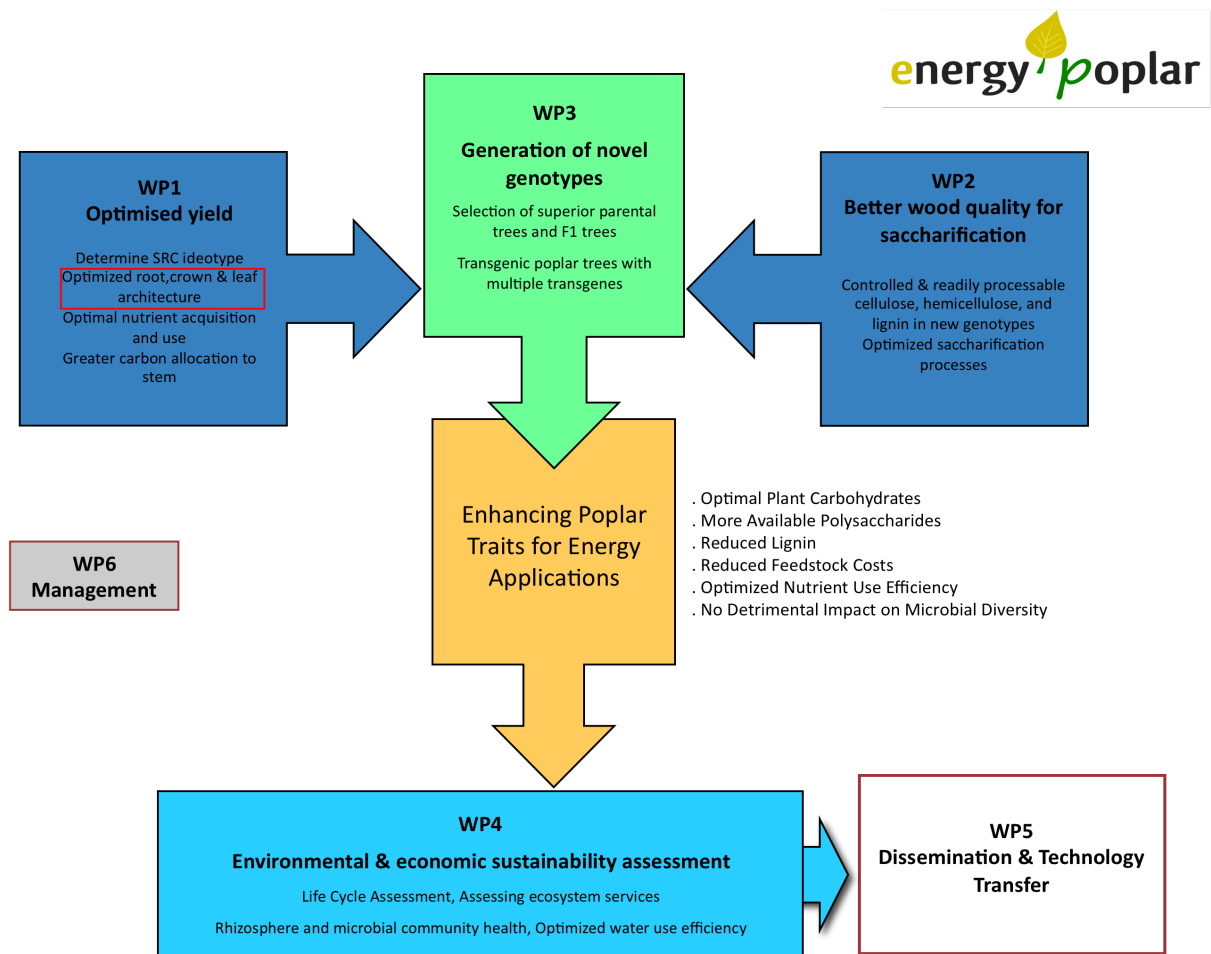 energy poplar
WP3
Generation of novel
genotypes
Selection of superior parental
trees and F1 trees
Transgenic poplar trees with
multiple transgenes
WP1
Optimised yield
Determine SRC ideotype
Optimized root,crown & leaf
architecture
Optimal nutrient acquisition
and use
Greater carbon allocation to
stem
WP2
Better wood quality for
saccharification
Controlled & readily processable
cellulose, hemicellulose, and
lignin in new genotypes
Optimized saccharification
processes
Enhancing Poplar
Traits for Energy
Applications
. Optimal Plant Carbohydrates
. More Available Polysaccharides
. Reduced Lignin
. Reduced Feedstock Costs
. Optimized Nutrient Use Efficiency
. No Detrimental Impact on Microbial Diversity
WP6
Management
WP4
Environmental & economic sustainability assessment
Life Cycle Assessment, Assessing ecosystem services
Rhizosphere and microbial community health, Optimized water use efficiency
WP5
Dissemination & Technology
Transfer